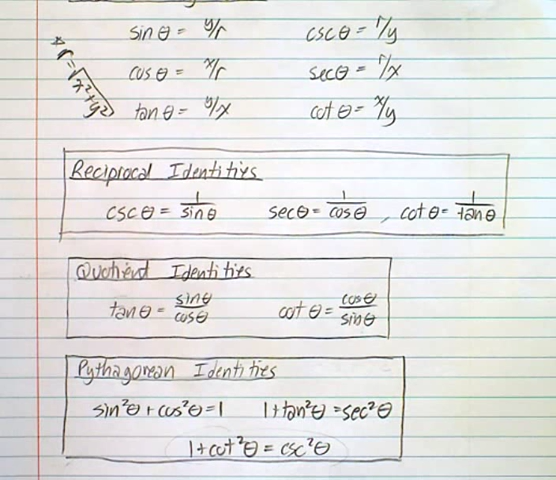 sinθ = y/r cscθ = r/y
* r = √x²+y²
cosθ = x/r secθ = r/x
tanθ = y/x cotθ = x/y
Reciprocal Identities
cscθ = 1/sinθ secθ = 1/cosθ , cotθ = 1/tanθ
Quotient Identities
tanθ = sinθ/cosθ cotθ = cosθ/sinθ
Pythagorean Identities
sin²θ + cos²θ = 1 1 + tan²θ = sec²θ
1 + cot²θ = csc²θ